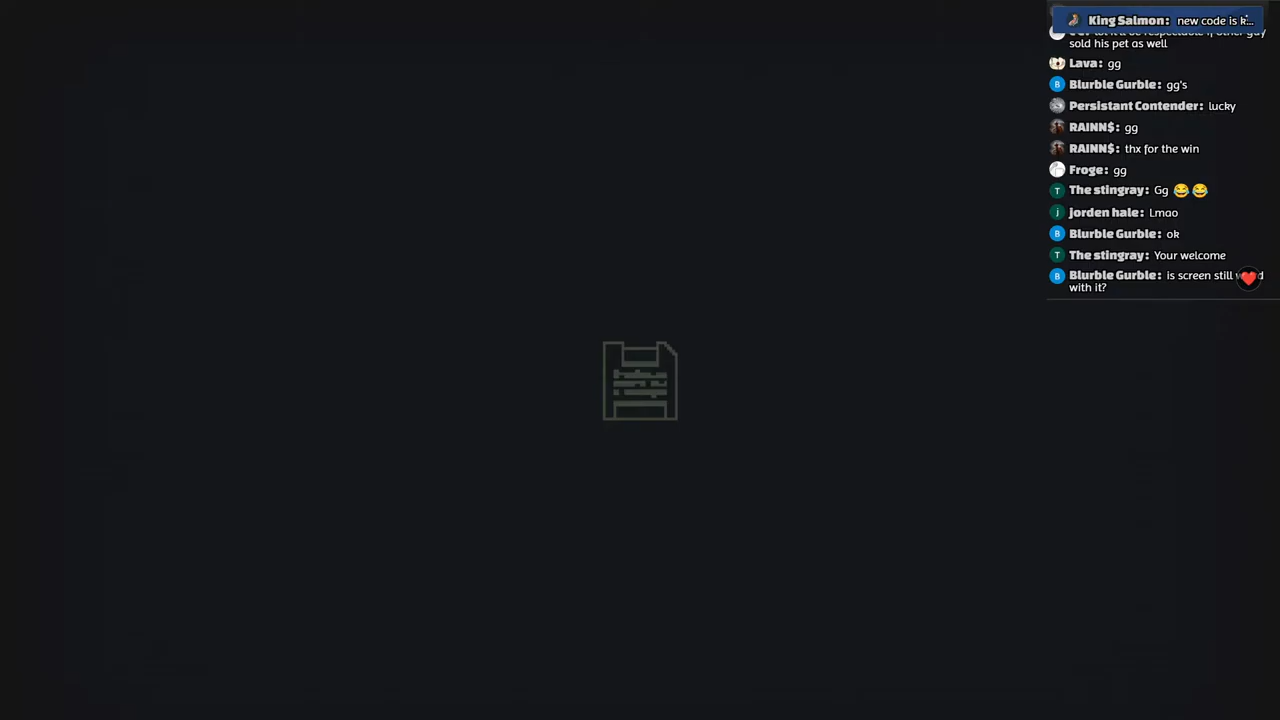 King Salmon: new code is k...
sold his pet as well
Lava: gg
Blurble Gurble: gg's
Persistant Contender: lucky
RAINN$: gg
RAINN$: thx for the win
Froge: gg
T The stingray: Gg 😂 😂
j jorden hale: Lmao
B Blurble Gurble: ok
T The stingray: Your welcome
B Blurble Gurble: is screen still
with it?